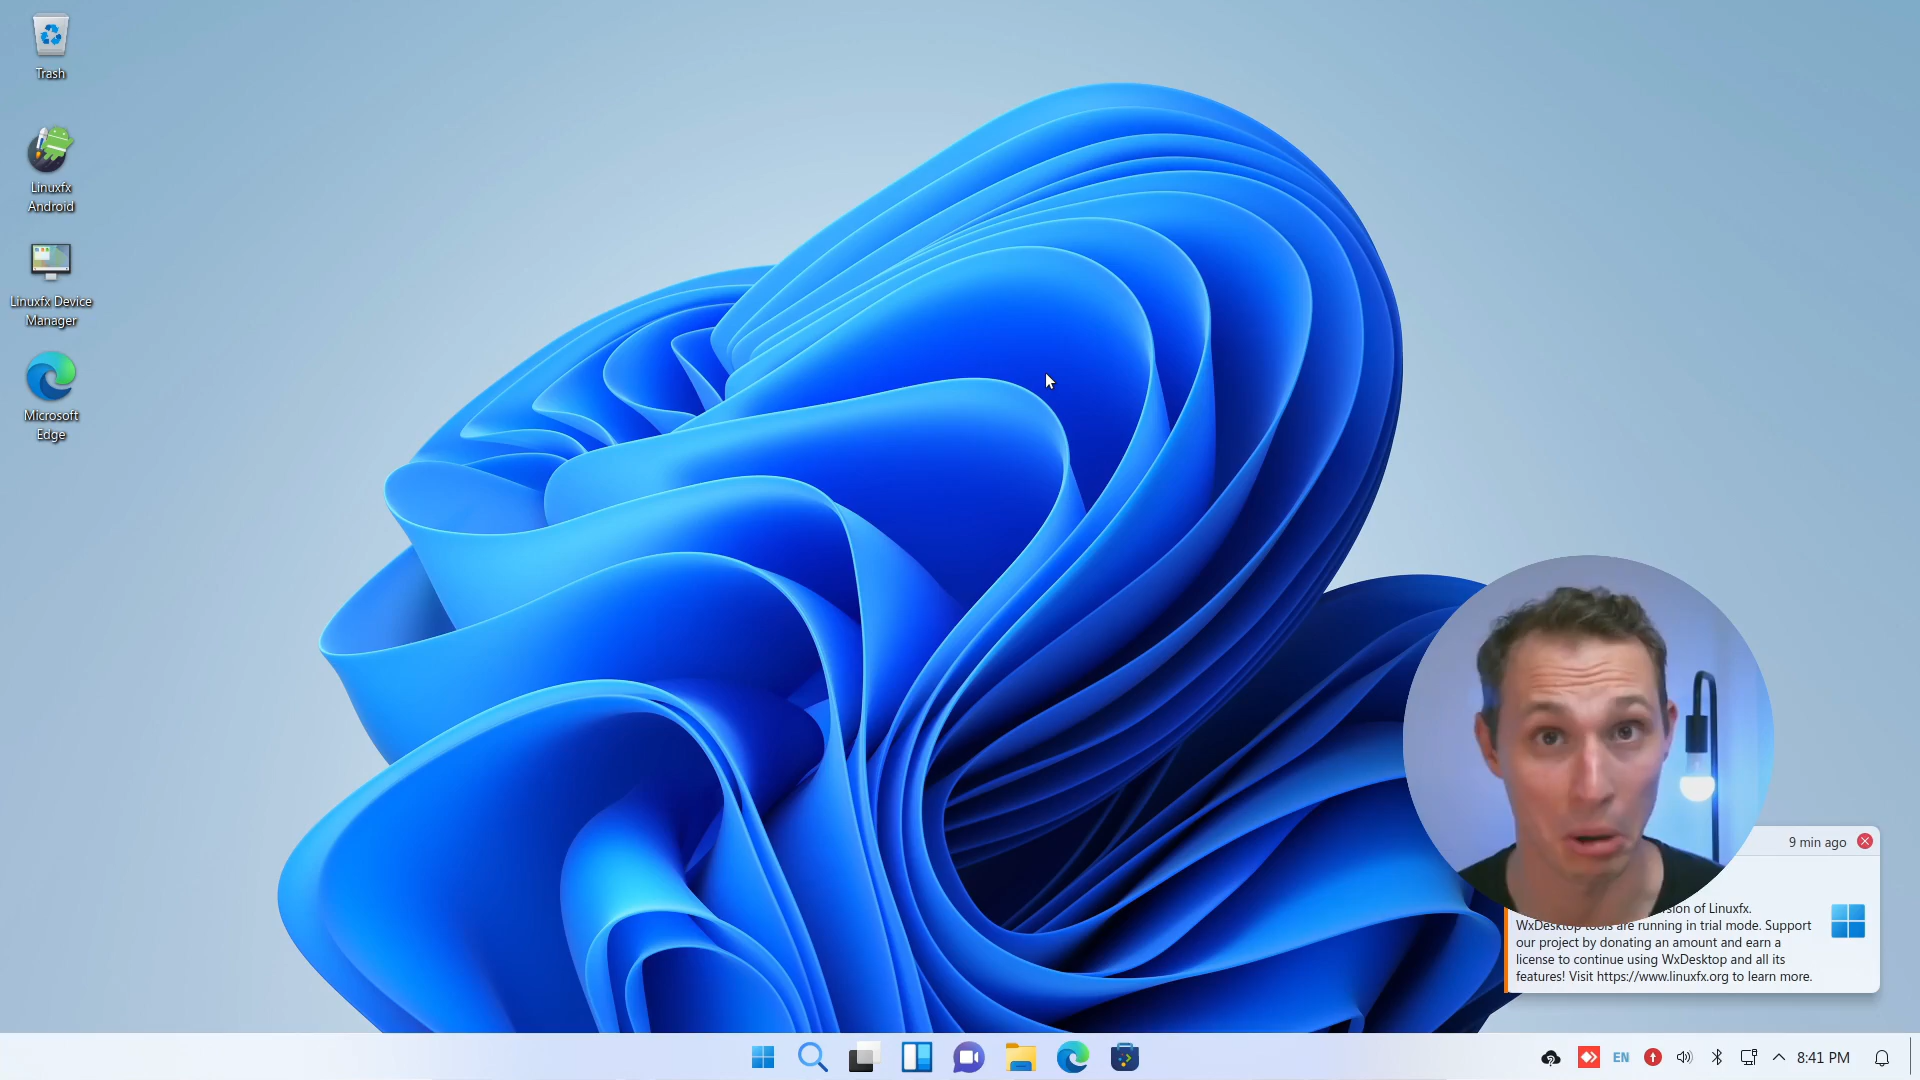 Trash
Linuxfx
Android
Linuxfx Device
Manager
Microsoft
Edge
9 min ago
of Linuxfx.
WxDesktop tools are running in trial mode. Support
our project by donating an amount and earn a
license to continue using WxDesktop and all its
features! Visit https://www.linuxfx.org to learn more.
EN
8:41 PM